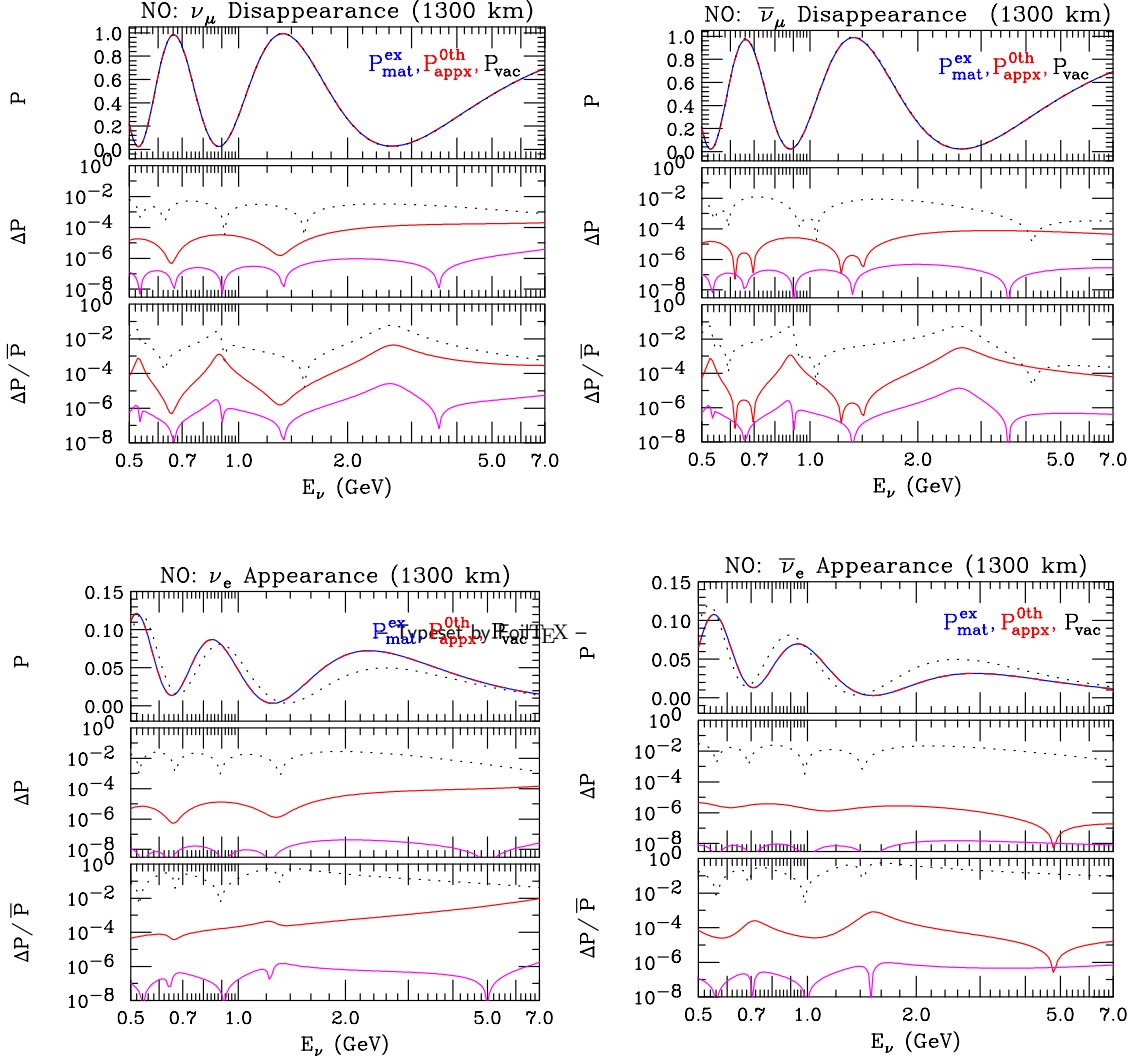 NO: ν_μ Disappearance (1300 km)
P
1.0
0.8
0.6
0.4
0.2
0.0
P^ex_mat, P^0th_appx, P_vac
ΔP
10^0
10^-2
10^-4
10^-6
10^-8
ΔP/P̅
10^0
10^-2
10^-4
10^-6
10^-8
0.5 0.7 1.0 2.0 5.0 7.0
E_ν (GeV)
NO: ν̅_μ Disappearance (1300 km)
P
1.0
0.8
0.6
0.4
0.2
0.0
P^ex_mat, P^0th_appx, P_vac
ΔP
10^0
10^-2
10^-4
10^-6
10^-8
ΔP/P̅
10^0
10^-2
10^-4
10^-6
10^-8
0.5 0.7 1.0 2.0 5.0 7.0
E_ν (GeV)
NO: ν_e Appearance (1300 km)
P
0.15
0.10
0.05
0.00
P^ex_mat, P^0th_appx, P_vac
– Typeset by FoilTEX –
ΔP
10^0
10^-2
10^-4
10^-6
10^-8
ΔP/P̅
10^0
10^-2
10^-4
10^-6
10^-8
0.5 0.7 1.0 2.0 5.0 7.0
E_ν (GeV)
NO: ν̅_e Appearance (1300 km)
P
0.15
0.10
0.05
0.00
P^ex_mat, P^0th_appx, P_vac
ΔP
10^0
10^-2
10^-4
10^-6
10^-8
ΔP/P̅
10^0
10^-2
10^-4
10^-6
10^-8
0.5 0.7 1.0 2.0 5.0 7.0
E_ν (GeV)